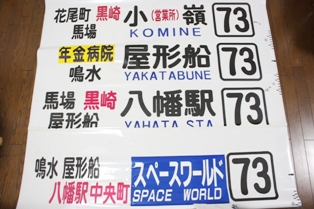 花尾町 黒崎 小(営業所)嶺 73
馬場 KOMINE
年金病院 屋形船 73
鳴水 YAKATABUNE
馬場 黒崎 八幡駅 73
屋形船 YAHATA STA
鳴水 屋形船 スペースワールド 73
八幡駅 中央町 SPACE WORLD